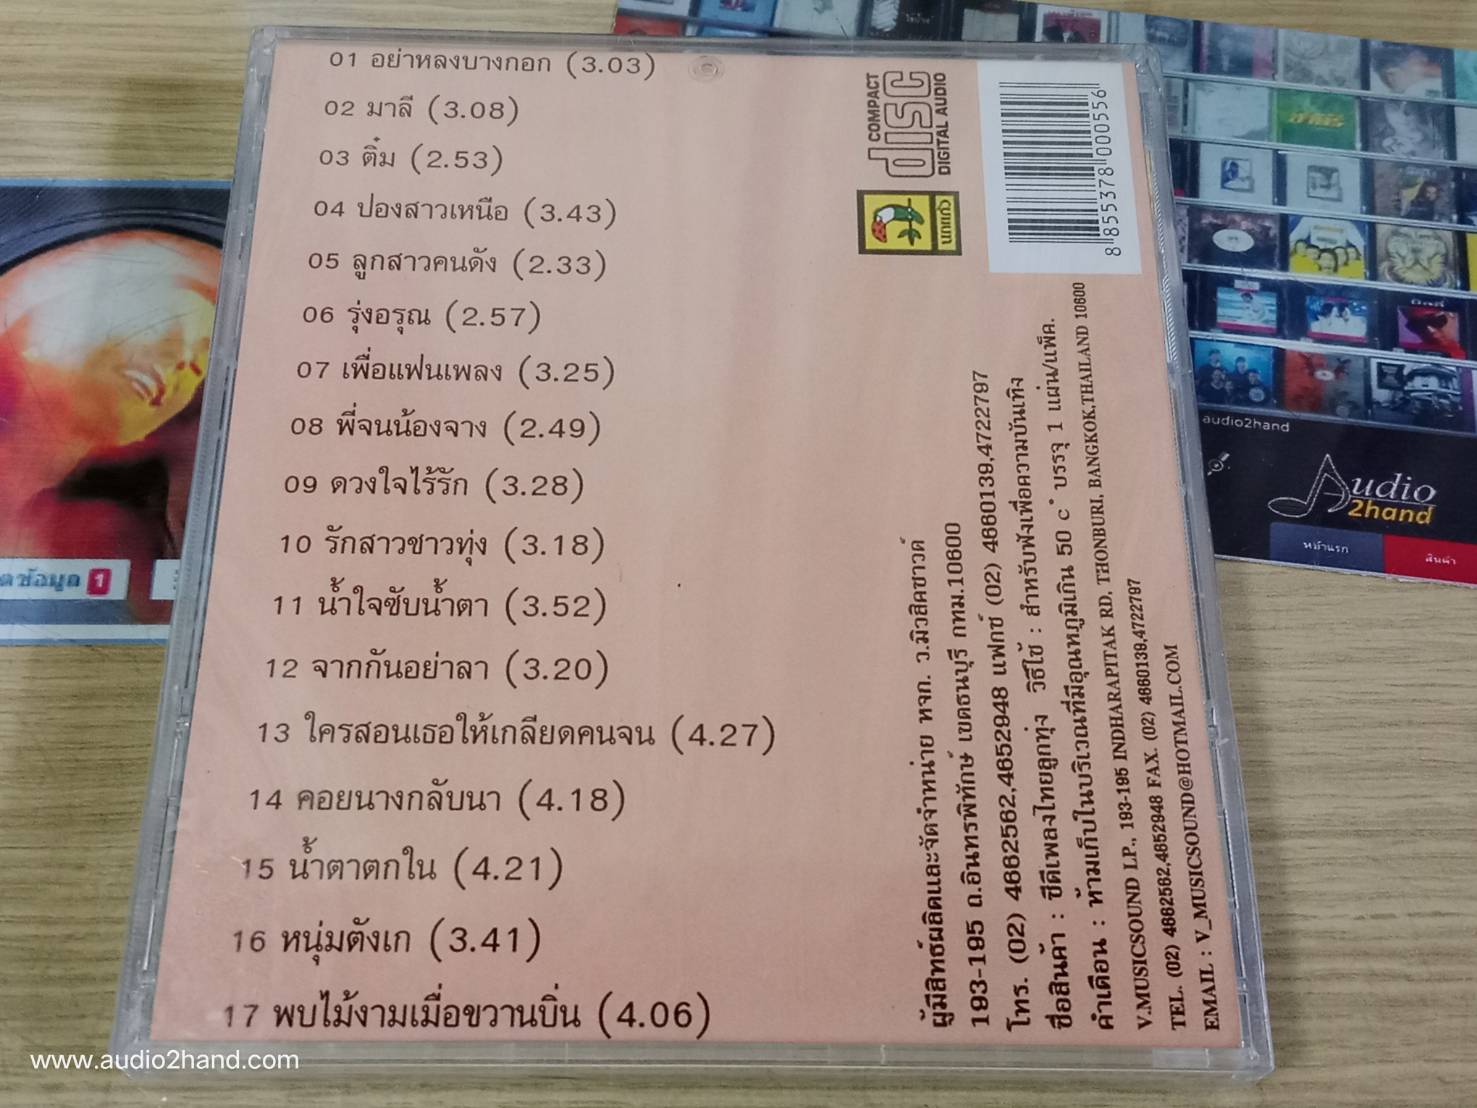 01 อย่าหลงบางกอก (3.03)
02 มาลี (3.08)
03 ติ๋ม (2.53)
04 ปองสาวเหนือ (3.43)
05 ลูกสาวคนดัง (2.33)
06 รุ่งอรุณ (2.57)
07 เพื่อแฟนเพลง (3.25)
08 พี่จนน้องจาง (2.49)
09 ดวงใจไร้รัก (3.28)
10 รักสาวชาวทุ่ง (3.18)
11 น้ำใจซับน้ำตา (3.52)
12 จากกันอย่าลา (3.20)
13 ใครสอนเธอให้เกลียดคนจน (4.27)
14 คอยนางกลับนา (4.18)
15 น้ำตาตกใน (4.21)
16 หนุ่มตังเก (3.41)
17 พบไม้งามเมื่อขวานบิ่น (4.06)
COMPACT
disc
DIGITAL AUDIO
8 855378 000556
ผู้มีสิทธิ์ผลิตและจัดจำหน่าย หจก. ว.มิวสิคซาวด์
193-195 ถ.อินทรพิทักษ์ เขตธนบุรี กทม.10600
โทร. (02) 4662562,4652948 แฟกซ์ (02) 4660139,4722797
ชื่อสินค้า : ซีดีเพลงไทยลูกทุ่ง วิธีใช้ : สำหรับฟังเพื่อความบันเทิง
คำเตือน : ห้ามเก็บในบริเวณที่มีอุณหภูมิเกิน 50 c° บรรจุ 1 แผ่น/แพ็ค.
V.MUSICSOUND LP., 193-195 INDHARAPITAK RD, THONBURI, BANGKOK,THAILAND 10600
TEL. (02) 4662562,4652948 FAX. (02) 4660139,4722797
EMAIL : V_MUSICSOUND@HOTMAIL.COM
audio2hand
Audio
2hand
หน้าแรก
สินค้า
ดข้อมูล 1
www.audio2hand.com